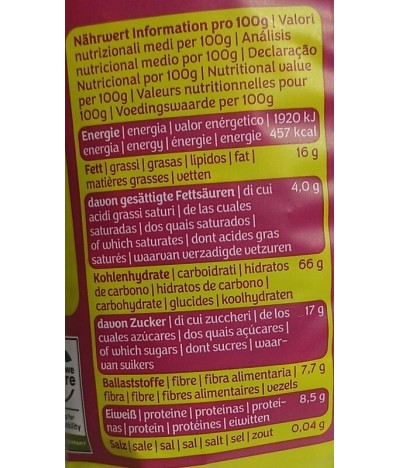 Nährwert Information pro 100g | Valori
nutrizionali medi per 100g | Análisis
nutricional medio por 100g | Declaração
Nutricional por 100g | Nutritional value
per 100g | Valeurs nutritionnelles pour
100g | Voedingswaarde per 100g
Energie | energia | valor enérgetico | 1920 kJ
energia | energy | énergie | energie 457 kcal
Fett | grassi | grasas | lípidos | fat | 16 g
matières grasses | vetten
davon gesättigte Fettsäuren | di cui 4,0 g
acidi grassi saturi | de las cuales
saturadas | dos quais saturados |
of which saturates | dont acides gras
saturés | waarvan verzadigde vetzuren
Kohlenhydrate | carboidrati | hidratos 66 g
de carbono | hidratos de carbono |
carbohydrate | glucides | koolhydraten
davon Zucker | di cui zuccheri | de los 17 g
cuales azúcares | dos quais açúcares |
of which sugars | dont sucres | waar-
van suikers
Ballaststoffe | fibre | fibra alimentaria | 7,7 g
fibra | fibre | fibres alimentaires | vezels
Eiweiß | proteine | proteinas | protei- 8,5 g
nas | protein | protéines | eiwitten
Salz | sale | sal | sal | salt | sel | zout 0,04 g